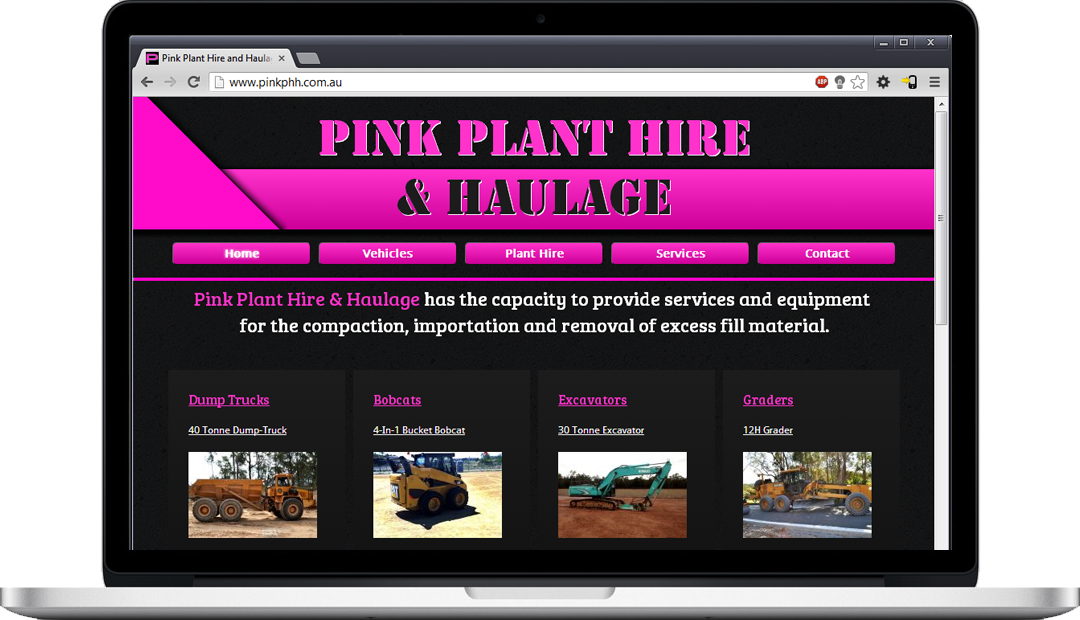 Pink Plant Hire and Haula
www.pinkphh.com.au
ABP
PINK PLANT HIRE
& HAULAGE
Home Vehicles Plant Hire Services Contact
Pink Plant Hire & Haulage has the capacity to provide services and equipment
for the compaction, importation and removal of excess fill material.
Dump Trucks Bobcats Excavators Graders
40 Tonne Dump-Truck 4-In-1 Bucket Bobcat 30 Tonne Excavator 12H Grader